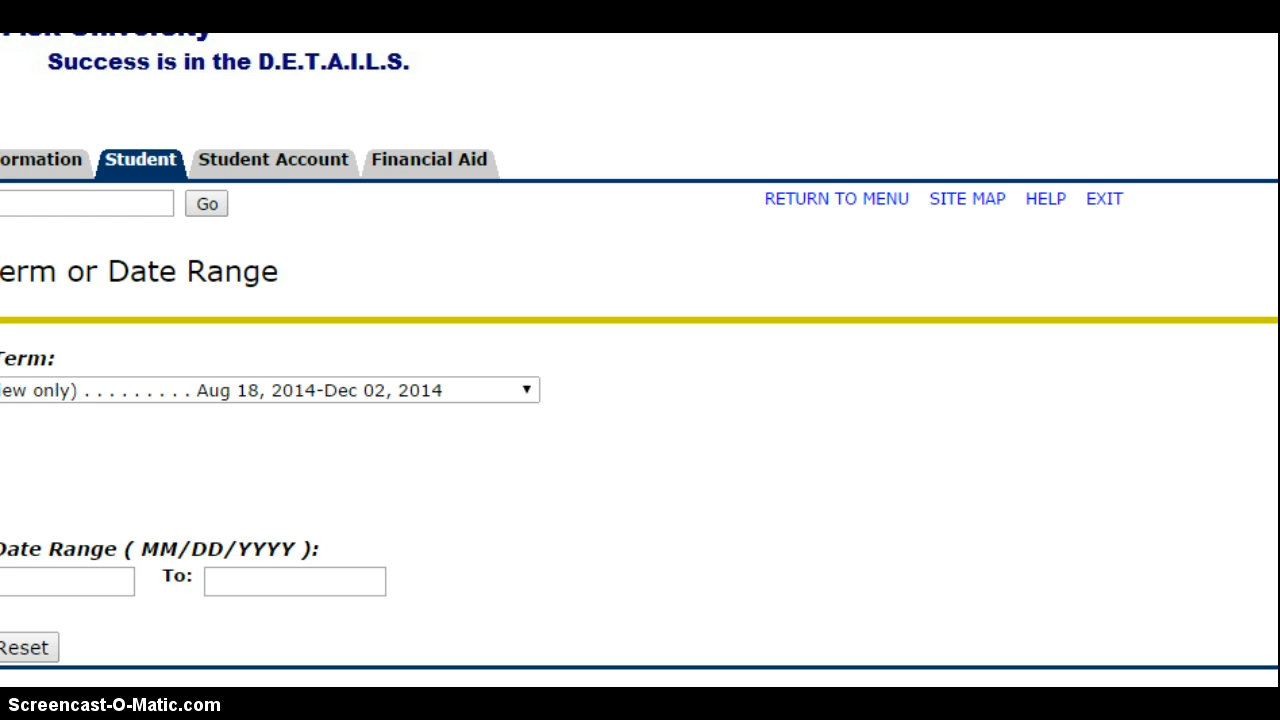 University
Success is in the D.E.T.A.I.L.S.
ormation Student Student Account Financial Aid
Go RETURN TO MENU SITE MAP HELP EXIT
erm or Date Range
Term:
iew only) . . . . . . . . . Aug 18, 2014-Dec 02, 2014
Date Range ( MM/DD/YYYY ):
To:
Reset
Screencast-O-Matic.com